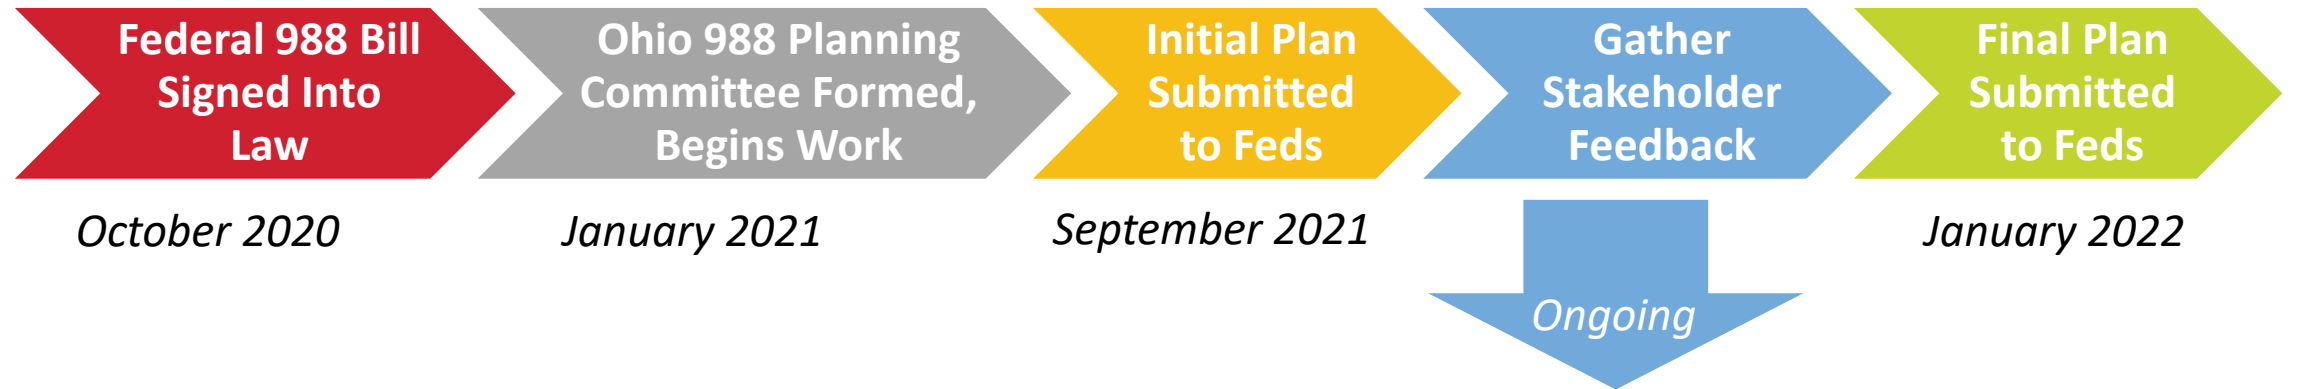 Federal 988 Bill
Signed Into
Law
Ohio 988 Planning
Committee Formed,
Begins Work
Initial Plan
Submitted
to Feds
Gather
Stakeholder
Feedback
Final Plan
Submitted
to Feds
October 2020
January 2021
September 2021
Ongoing
January 2022